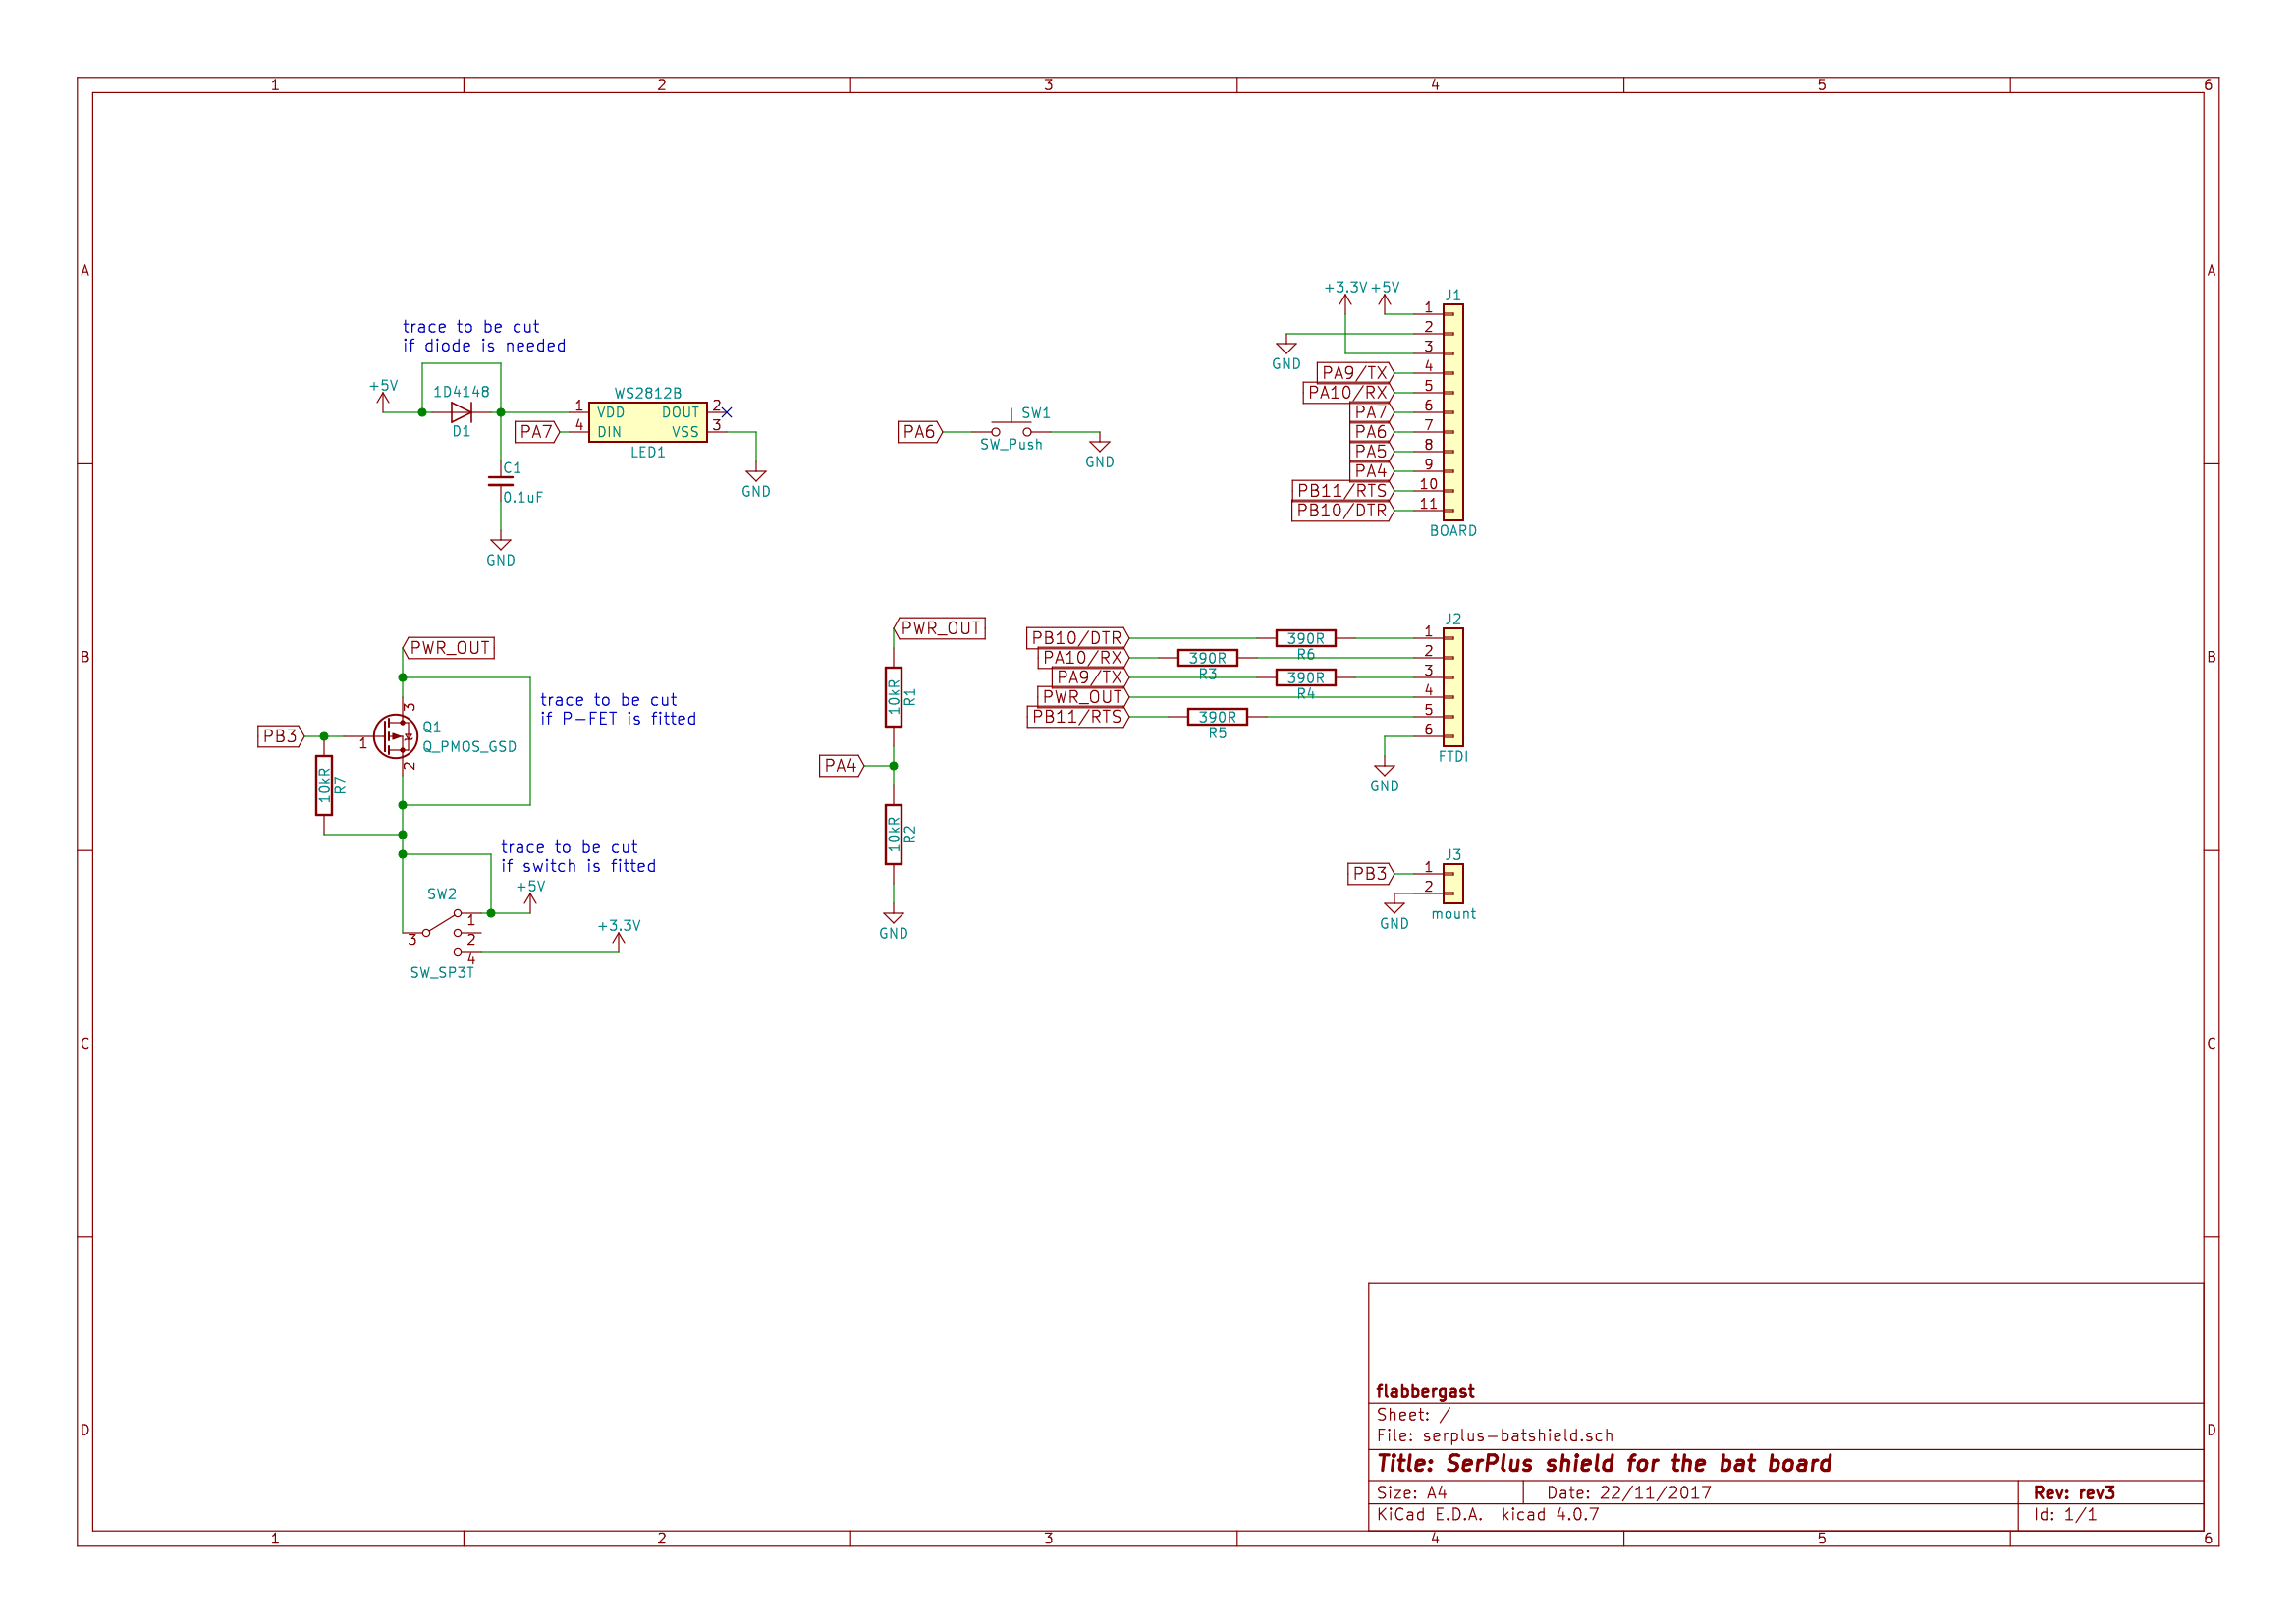 1 2 3 4 5 6
A
B
C
D
A
B
C
D
trace to be cut
if diode is needed
+5V
1D4148
D1
WS2812B
1 VDD DOUT 2
4 DIN VSS 3
LED1
PA7
GND
C1
0.1uF
GND
PA6
SW1
SW_Push
GND
+3.3V +5V
J1
GND
1
2
3
PA9/TX 4
PA10/RX 5
PA7 6
PA6 7
PA5 8
PA4 9
PB11/RTS 10
PB10/DTR 11
BOARD
PWR_OUT
trace to be cut
if P-FET is fitted
PB3
3
1
2
Q1
Q_PMOS_GSD
10kR
R7
trace to be cut
if switch is fitted
+5V
SW2
1
3 2
4
+3.3V
SW_SP3T
PWR_OUT
10kR
R1
PA4
10kR
R2
GND
J2
PB10/DTR 390R 1
R6
PA10/RX 390R 2
R3
PA9/TX 390R 3
R4
PWR_OUT 4
PB11/RTS 390R 5
R5
6
FTDI
GND
J3
PB3 1
2
GND
mount
flabbergast
Sheet: /
File: serplus-batshield.sch
Title: SerPlus shield for the bat board
Size: A4 Date: 22/11/2017 Rev: rev3
KiCad E.D.A. kicad 4.0.7 Id: 1/1
1 2 3 4 5 6